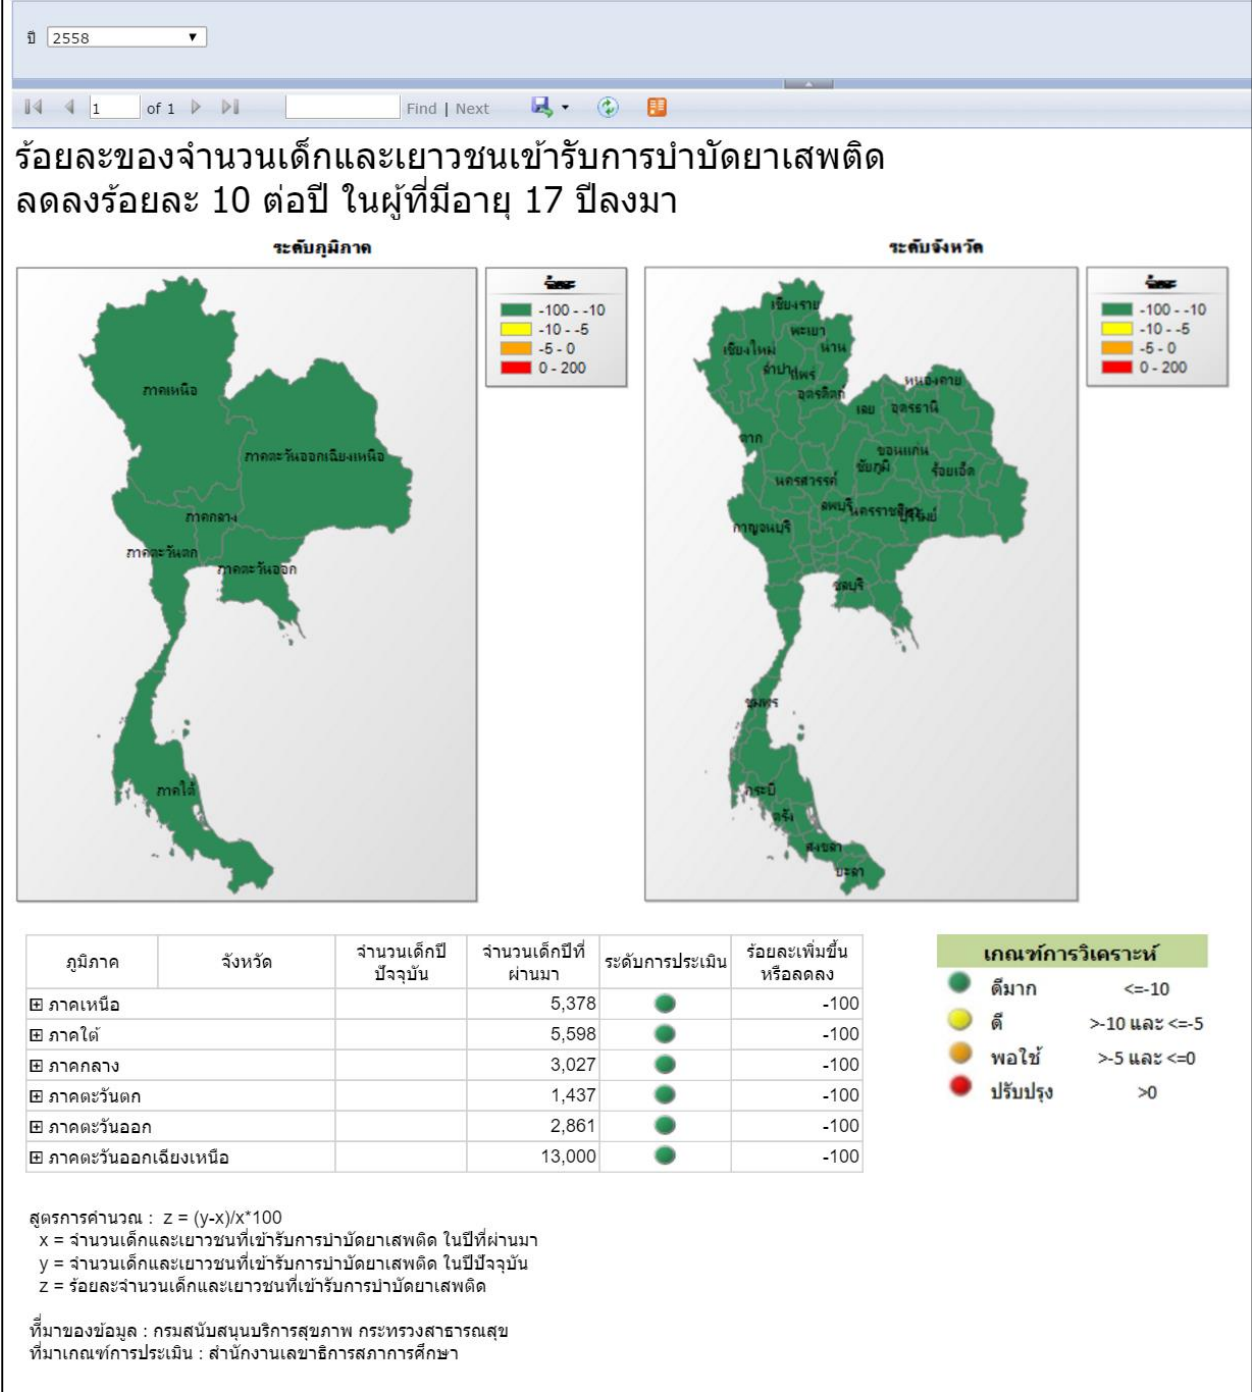 ปี 2558
1 of 1 Find | Next
ร้อยละของจำนวนเด็กและเยาวชนเข้ารับการบำบัดยาเสพติด
ลดลงร้อยละ 10 ต่อปี ในผู้ที่มีอายุ 17 ปีลงมา
ระดับภูมิภาค
ภาคเหนือ
ภาคตะวันออกเฉียงเหนือ
ภาคกลาง
ภาคตะวันตก
ภาคตะวันออก
ภาคใต้
ร้อยละ
-100 - -10
-10 - -5
-5 - 0
0 - 200
ระดับจังหวัด
เชียงราย
พะเยา
เชียงใหม่ น่าน
ลำปาง แพร่
อุตรดิตถ์
หนองคาย
เลย อุดรธานี
ตาก
ขอนแก่น
ชัยภูมิ ร้อยเอ็ด
นครสวรรค์
ลพบุรี นครราชสีมา บุรีรัมย์
กาญจนบุรี
ชลบุรี
ชุมพร
กระบี่
ตรัง
สงขลา
ยะลา
ร้อยละ
-100 - -10
-10 - -5
-5 - 0
0 - 200
ภูมิภาค จังหวัด จำนวนเด็กปีปัจจุบัน จำนวนเด็กปีที่ผ่านมา ระดับการประเมิน ร้อยละเพิ่มขึ้นหรือลดลง
ภาคเหนือ 5,378 -100
ภาคใต้ 5,598 -100
ภาคกลาง 3,027 -100
ภาคตะวันตก 1,437 -100
ภาคตะวันออก 2,861 -100
ภาคตะวันออกเฉียงเหนือ 13,000 -100
เกณฑ์การวิเคราะห์
ดีมาก <=-10
ดี >-10 และ <=-5
พอใช้ >-5 และ <=0
ปรับปรุง >0
สูตรการคำนวณ : z = (y-x)/x*100
x = จำนวนเด็กและเยาวชนที่เข้ารับการบำบัดยาเสพติด ในปีที่ผ่านมา
y = จำนวนเด็กและเยาวชนที่เข้ารับการบำบัดยาเสพติด ในปีปัจจุบัน
z = ร้อยละจำนวนเด็กและเยาวชนที่เข้ารับการบำบัดยาเสพติด
ที่มาของข้อมูล : กรมสนับสนุนบริการสุขภาพ กระทรวงสาธารณสุข
ที่มาเกณฑ์การประเมิน : สำนักงานเลขาธิการสภาการศึกษา